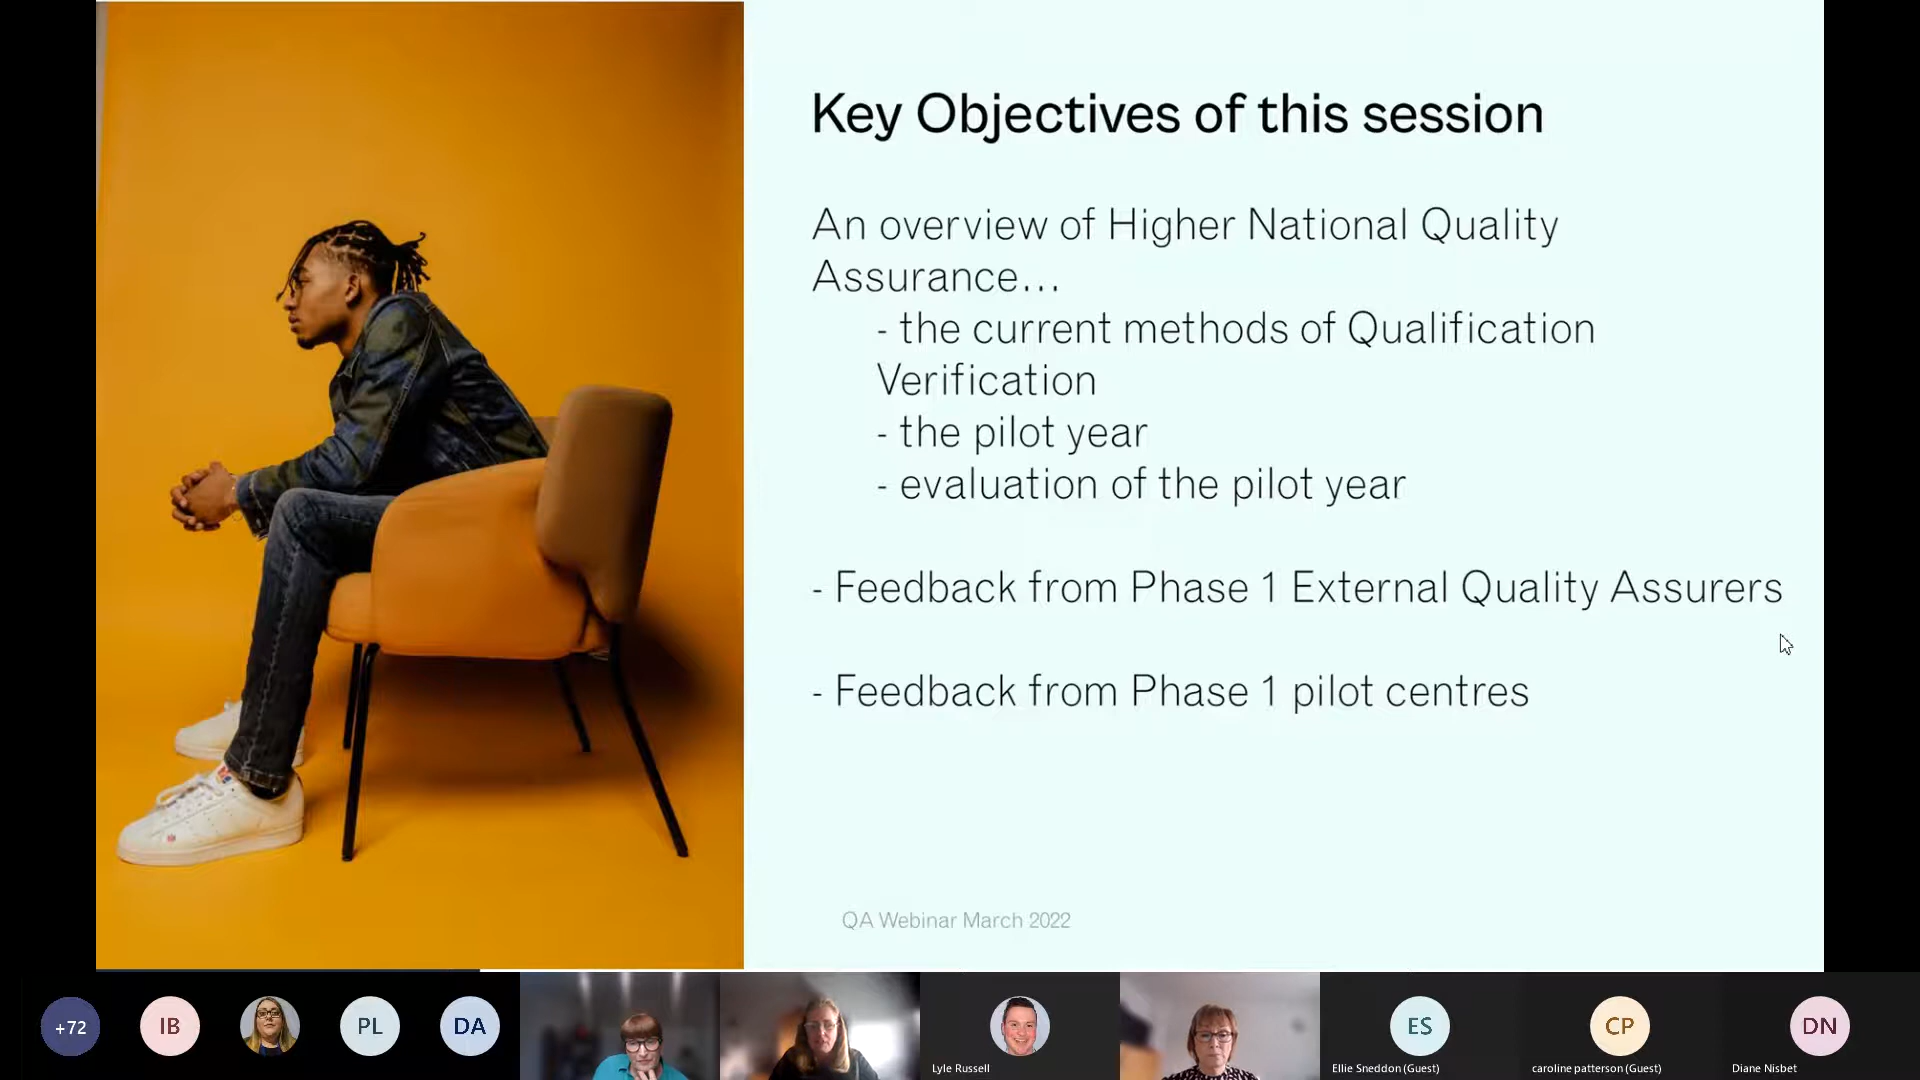 Key Objectives of this session
An overview of Higher National Quality
Assurance...
- the current methods of Qualification
Verification
- the pilot year
- evaluation of the pilot year
- Feedback from Phase 1 External Quality Assurers
- Feedback from Phase 1 pilot centres
QA Webinar March 2022
+72
IB
PL
DA
Lyle Russell
ES
Ellie Sneddon (Guest)
CP
caroline patterson (Guest)
DN
Diane Nisbet